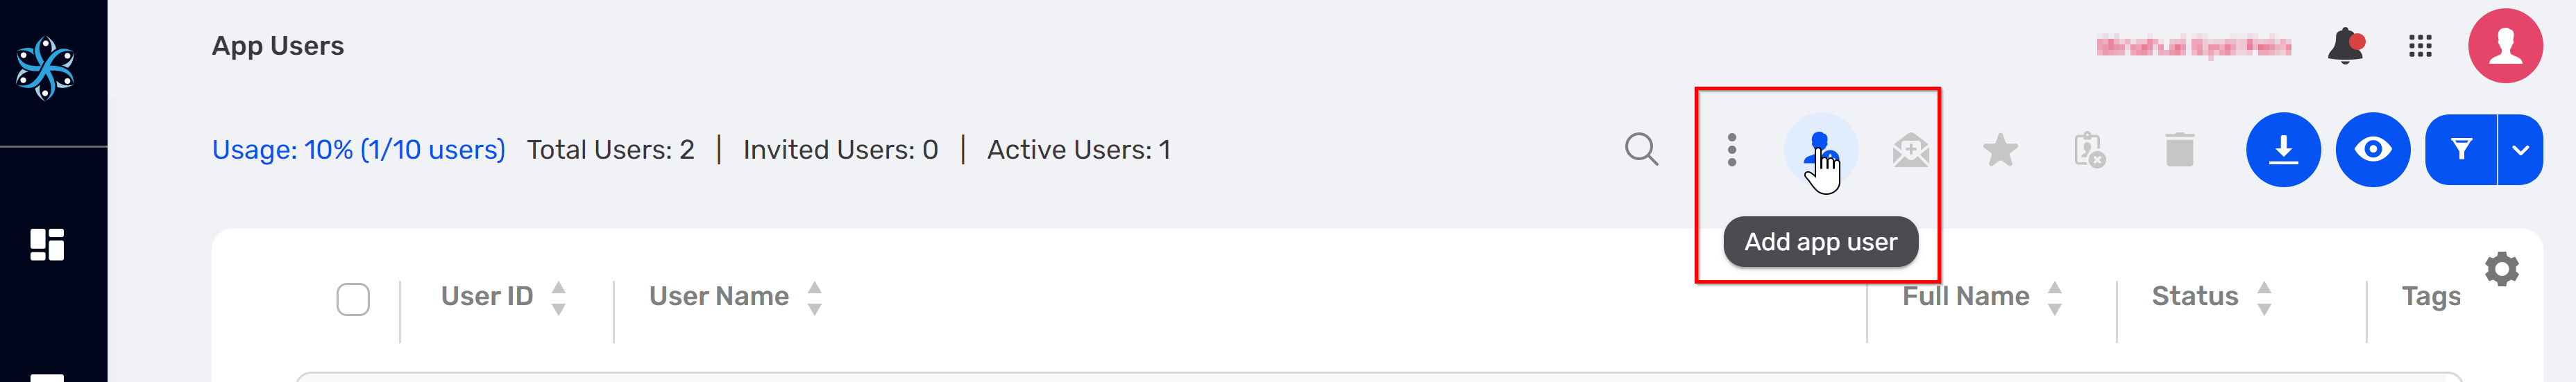 App Users
Usage: 10% (1/10 users) Total Users: 2 | Invited Users: 0 | Active Users: 1
Add app user
User ID User Name Full Name Status Tags